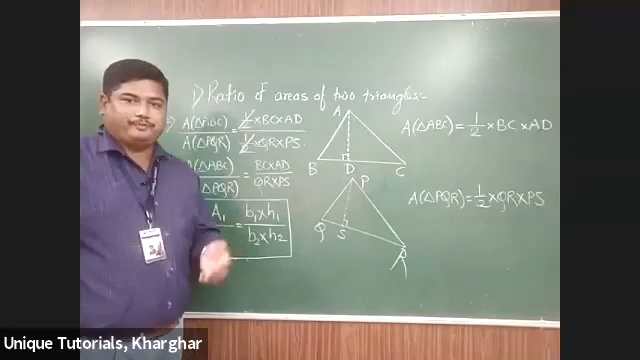 1) Ratio of areas of two triangles:-
A(△ABC) / A(△PQR) = 1/2 × BC × AD / 1/2 × QR × PS
A(△ABC) / A(△PQR) = BC × AD / QR × PS
A₁ = b₁ × h₁ / b₂ × h₂
A
B D C
P
Q S
R
A(△ABC) = 1/2 × BC × AD
A(△PQR) = 1/2 × QR × PS
Unique Tutorials, Kharghar